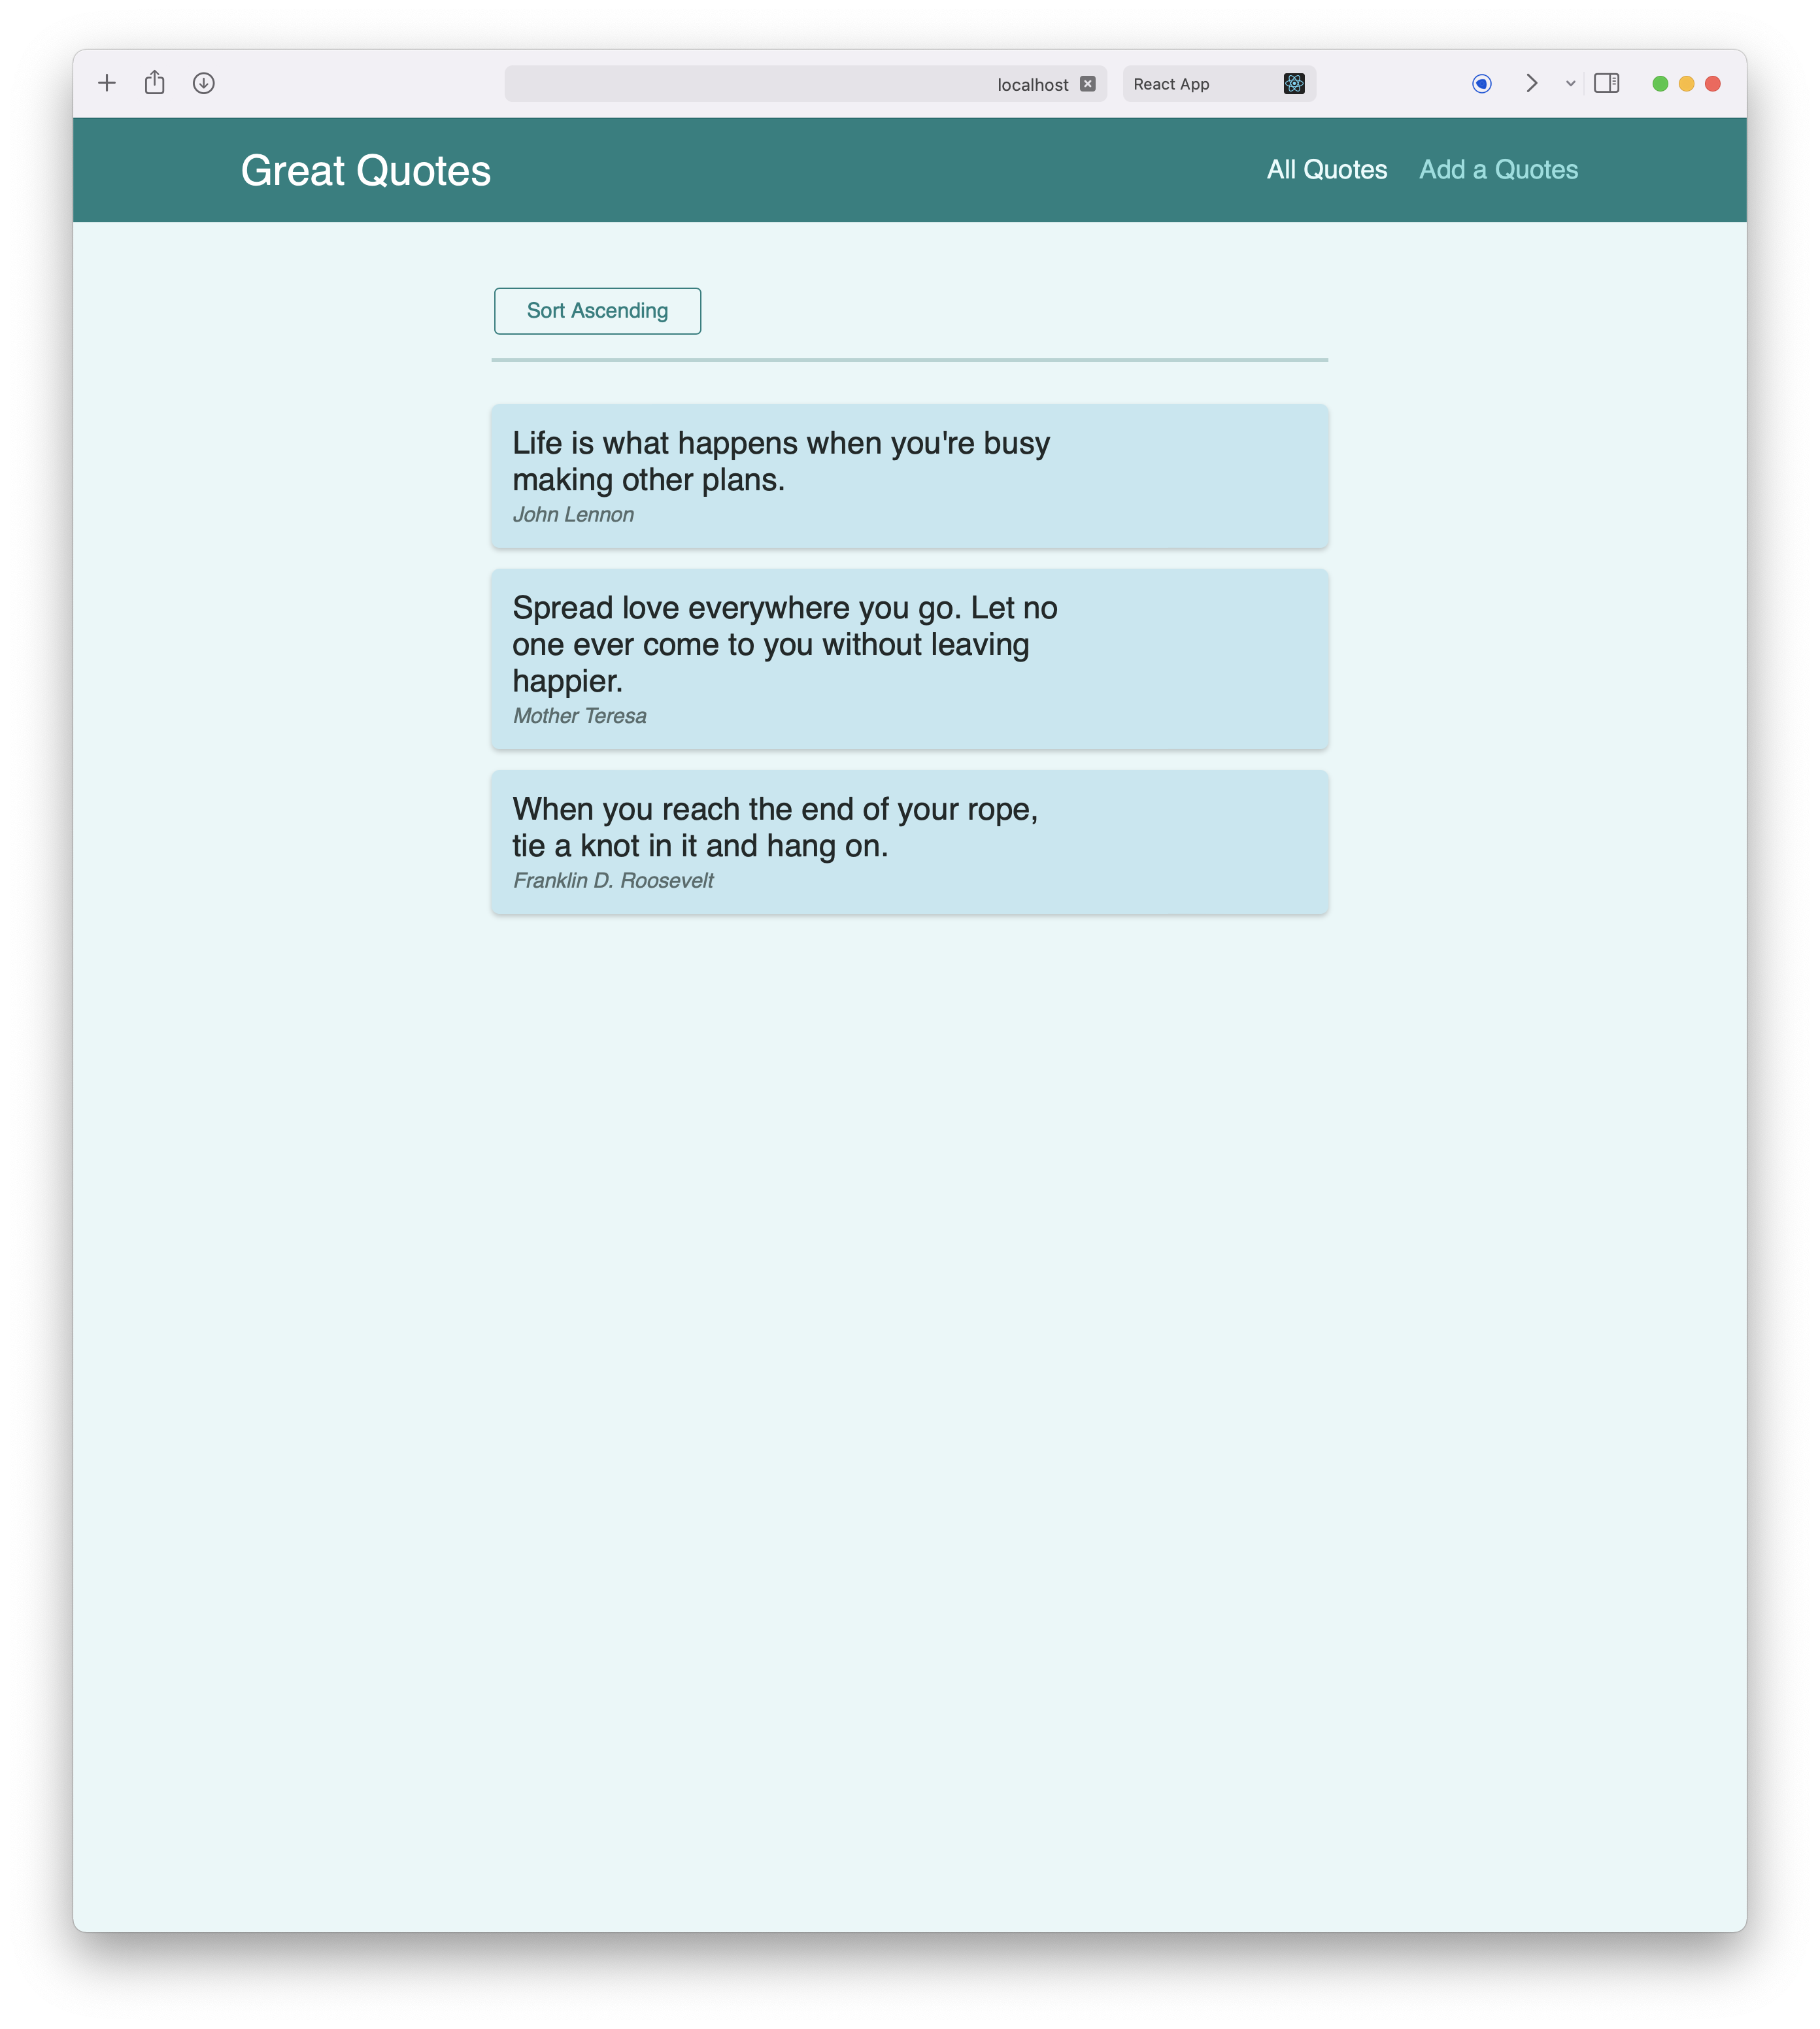 localhost
React App
Great Quotes
All Quotes
Add a Quotes
Sort Ascending
Life is what happens when you're busy
making other plans.
John Lennon
Spread love everywhere you go. Let no
one ever come to you without leaving
happier.
Mother Teresa
When you reach the end of your rope,
tie a knot in it and hang on.
Franklin D. Roosevelt